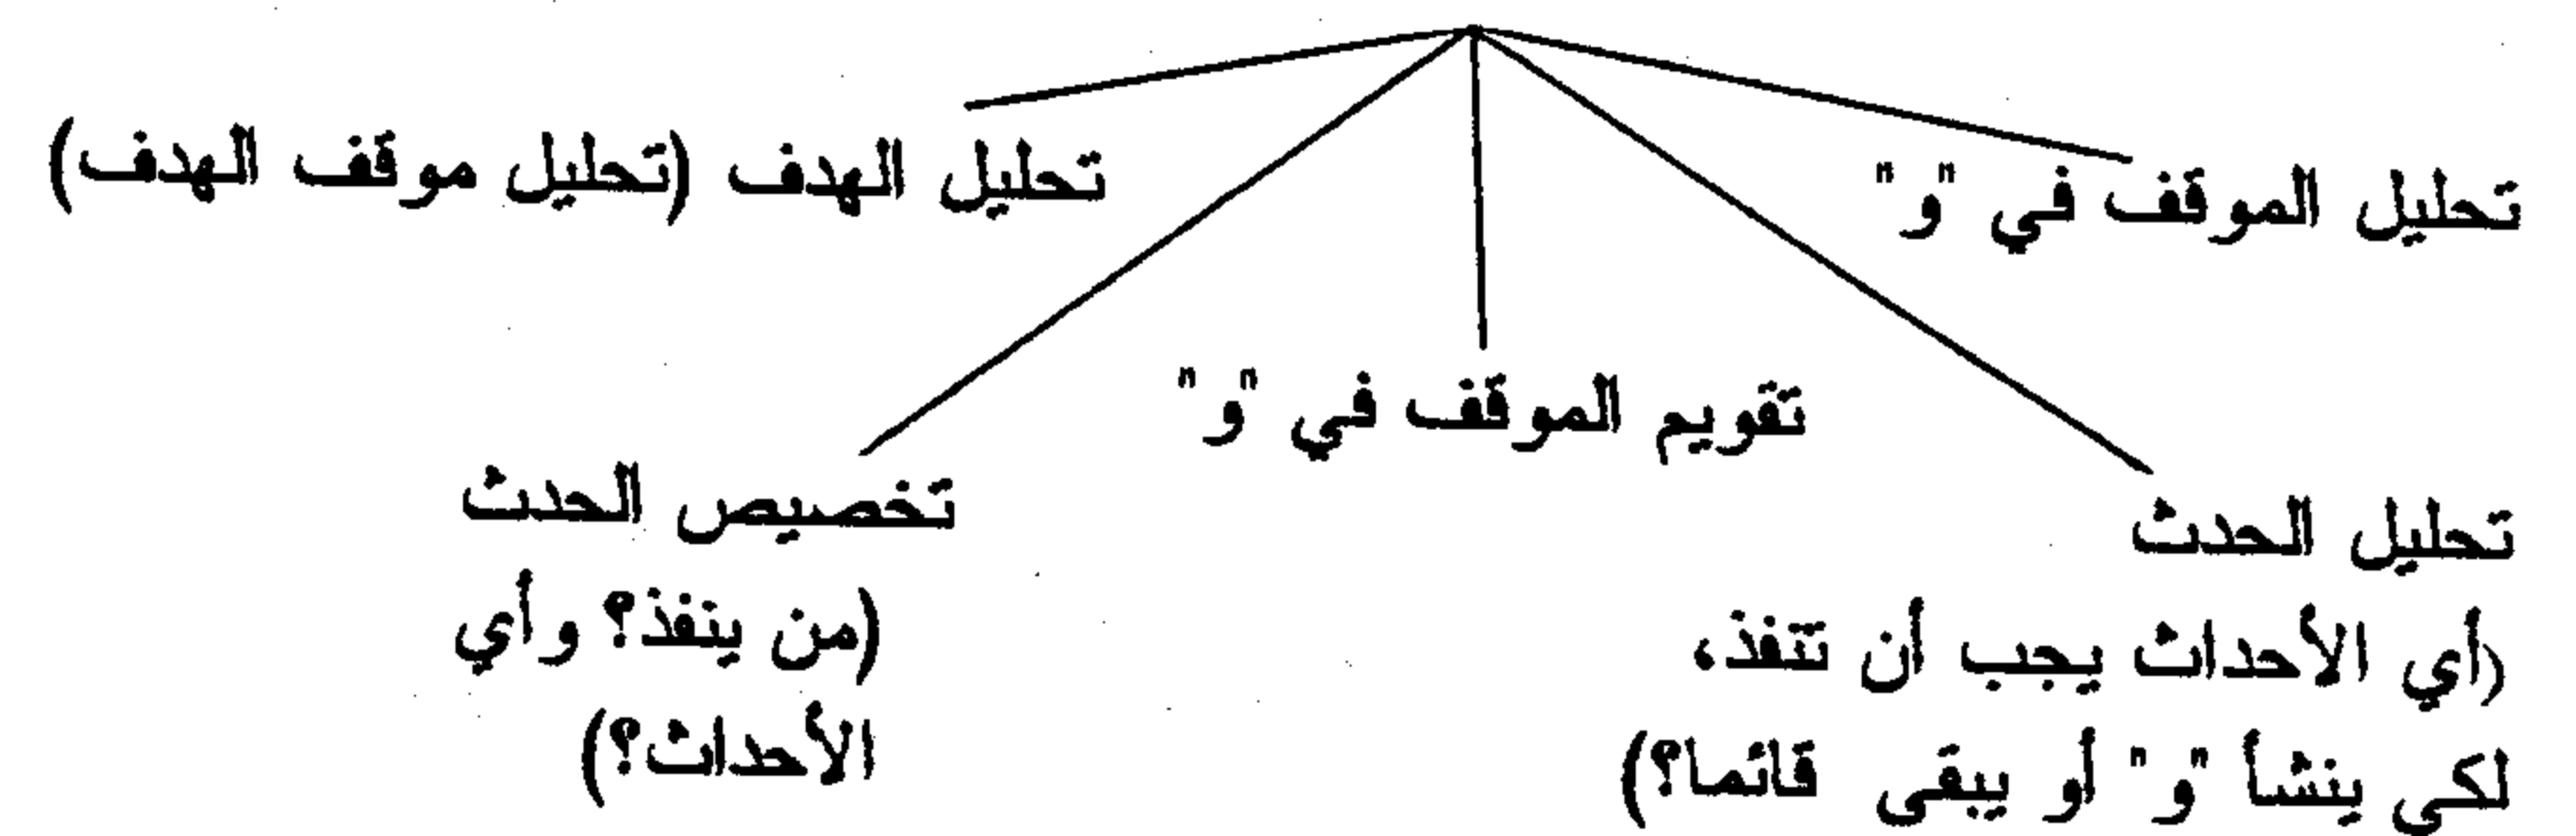 تحليل الموقف في "و"
تحليل الهدف (تحليل موقف الهدف)
تقويم الموقف في "و"
تحليل الحدث
(أي الأحداث يجب أن تنفذ،
لكي ينشأ "و" أو يبقى قائما؟)
تخصيص الحدث
(من ينفذ؟ وأي
الأحداث؟)